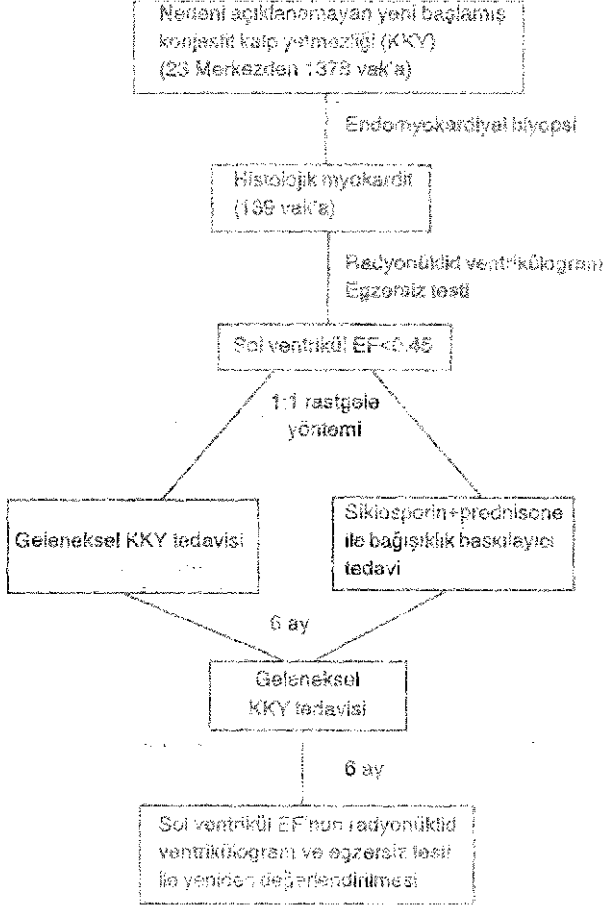 Nedeni açıklanamayan yeni başlamış
konjestif kalp yetmezliği (KKY)
(23 Merkezden 1378 vak'a)
Endomyokardiyal biyopsi
Histolojik myokardit
(139 vak'a)
Radyonüklid ventrikülogram
Egzersiz testi
Sol ventrikül EF<0.45
1:1 rastgele
yöntemi
Geleneksel KKY tedavisi
Siklosporin+prednisone
ile bağışıklık baskılayıcı
tedavi
6 ay
Geleneksel
KKY tedavisi
6 ay
Sol ventrikül EF'nun radyonüklid
ventrikülogram ve egzersiz testi
ile yeniden değerlendirilmesi